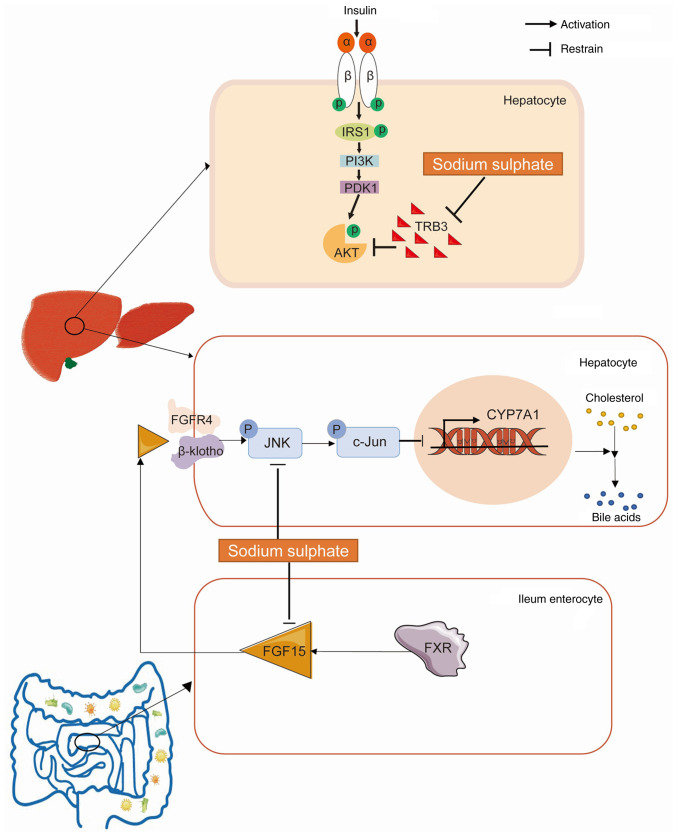 Insulin
Activation
Restrain
α
α
β
β
p
p
Hepatocyte
IRS1
p
PI3K
Sodium sulphate
PDK1
TRB3
p
AKT
Hepatocyte
Cholesterol
FGFR4
CYP7A1
P
P
JNK
c-Jun
β-klotho
Bile acids
Sodium sulphate
Ileum enterocyte
FGF15
FXR